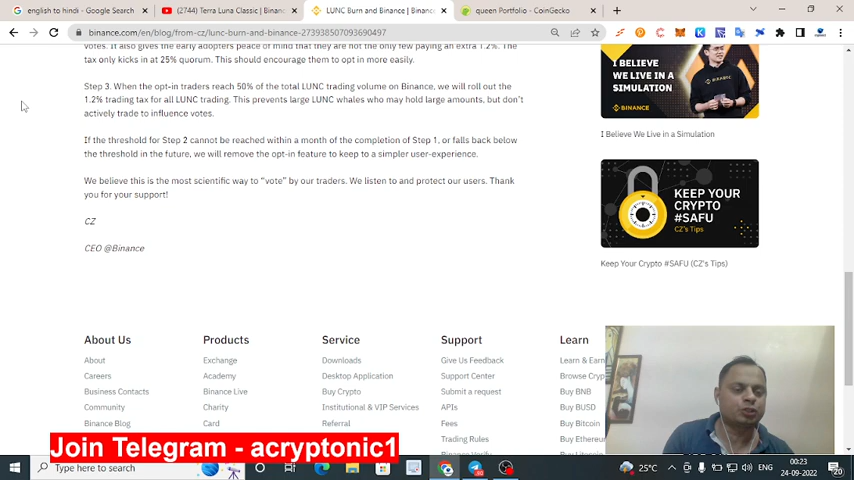 english to hindi - Google Search
(2744) Terra Luna Classic | Binanc
LUNC Burn and Binance | Binance
queen Portfolio - CoinGecko
binance.com/en/blog/from-cz/lunc-burn-and-binance-2739385070936904​97
votes. It also gives the early adopters peace of mind that they are not the only few paying an extra 1.2%. The
tax only kicks in at 25% quorum. This should encourage them to opt in more easily.
Step 3. When the opt-in traders reach 50% of the total LUNC trading volume on Binance, we will roll out the
1.2% trading tax for all LUNC trading. This prevents large LUNC whales who may hold large amounts, but don't
actively trade to influence votes.
If the threshold for Step 2 cannot be reached within a month of the completion of Step 1, or falls back below
the threshold in the future, we will remove the opt-in feature to keep to a simpler user-experience.
We believe this is the most scientific way to "vote" by our traders. We listen to and protect our users. Thank
you for your support!
CZ
CEO @Binance
I BELIEVE
WE LIVE IN A
SIMULATION
BINANCE
I Believe We Live in a Simulation
KEEP YOUR
CRYPTO
#SAFU
CZ's Tips
Keep Your Crypto #SAFU (CZ's Tips)
About Us
Products
Service
Support
Learn
About
Exchange
Downloads
Give Us Feedback
Learn & Earn
Careers
Academy
Desktop Application
Support Center
Browse Cryp
Business Contacts
Binance Live
Buy Crypto
Submit a request
Buy BNB
Community
Charity
Institutional & VIP Services
APIs
Buy BUSD
Binance Blog
Card
Referral
Fees
Buy Bitcoin
Trading Rules
Buy Ethereu
Join Telegram - acryptonic1
Type here to search
25°C
ENG
00:23
24-09-2022
20